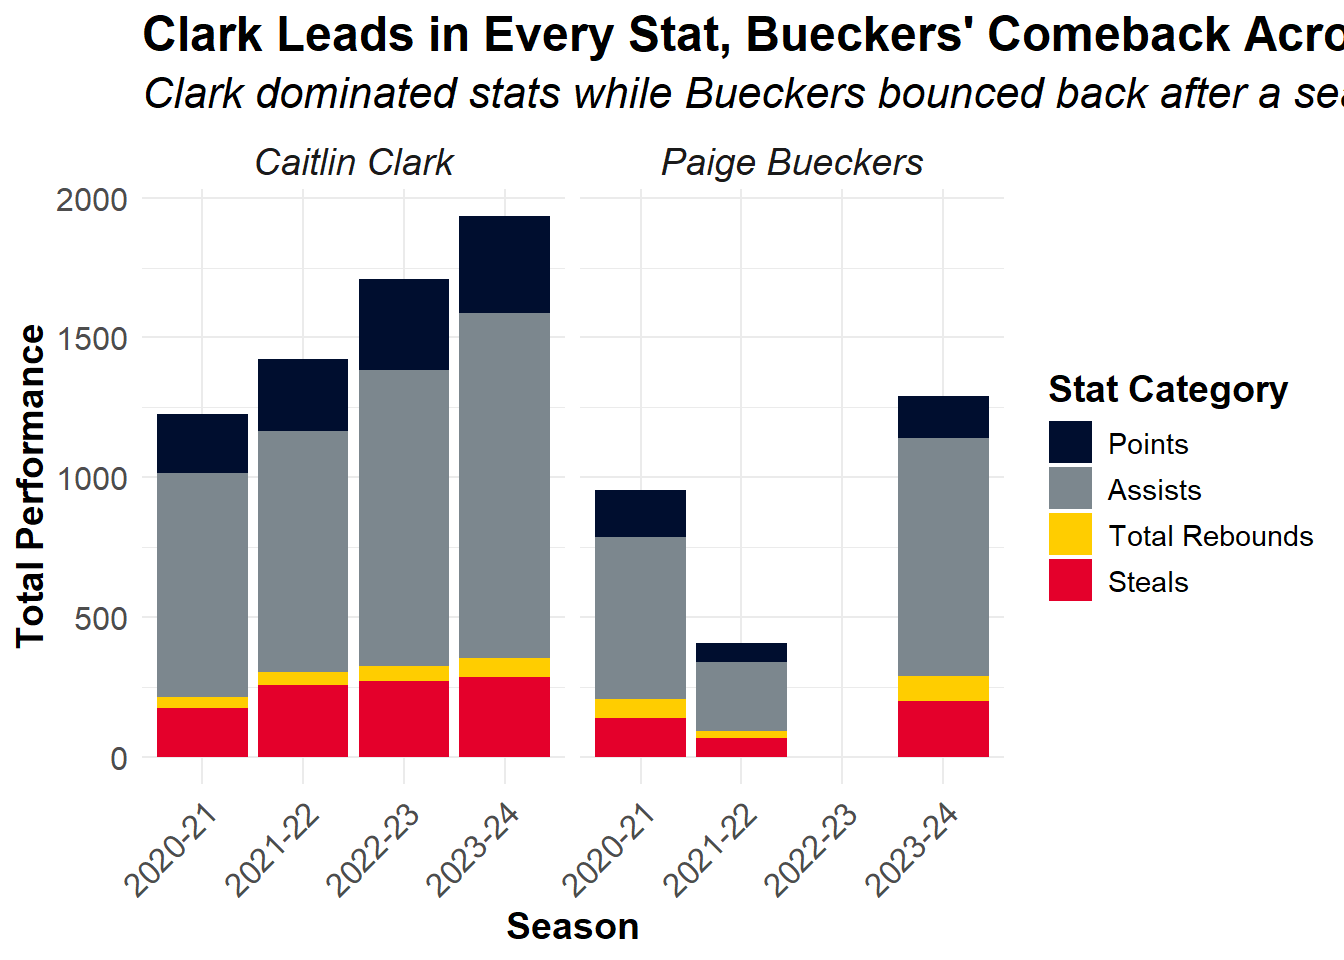 Clark Leads in Every Stat, Bueckers' Comeback Acro
Clark dominated stats while Bueckers bounced back after a sea
Caitlin Clark
Paige Bueckers
2000
1500
1000
500
0
Total Performance
2020-21
2021-22
2022-23
2023-24
2020-21
2021-22
2022-23
2023-24
Season
Stat Category
Points
Assists
Total Rebounds
Steals